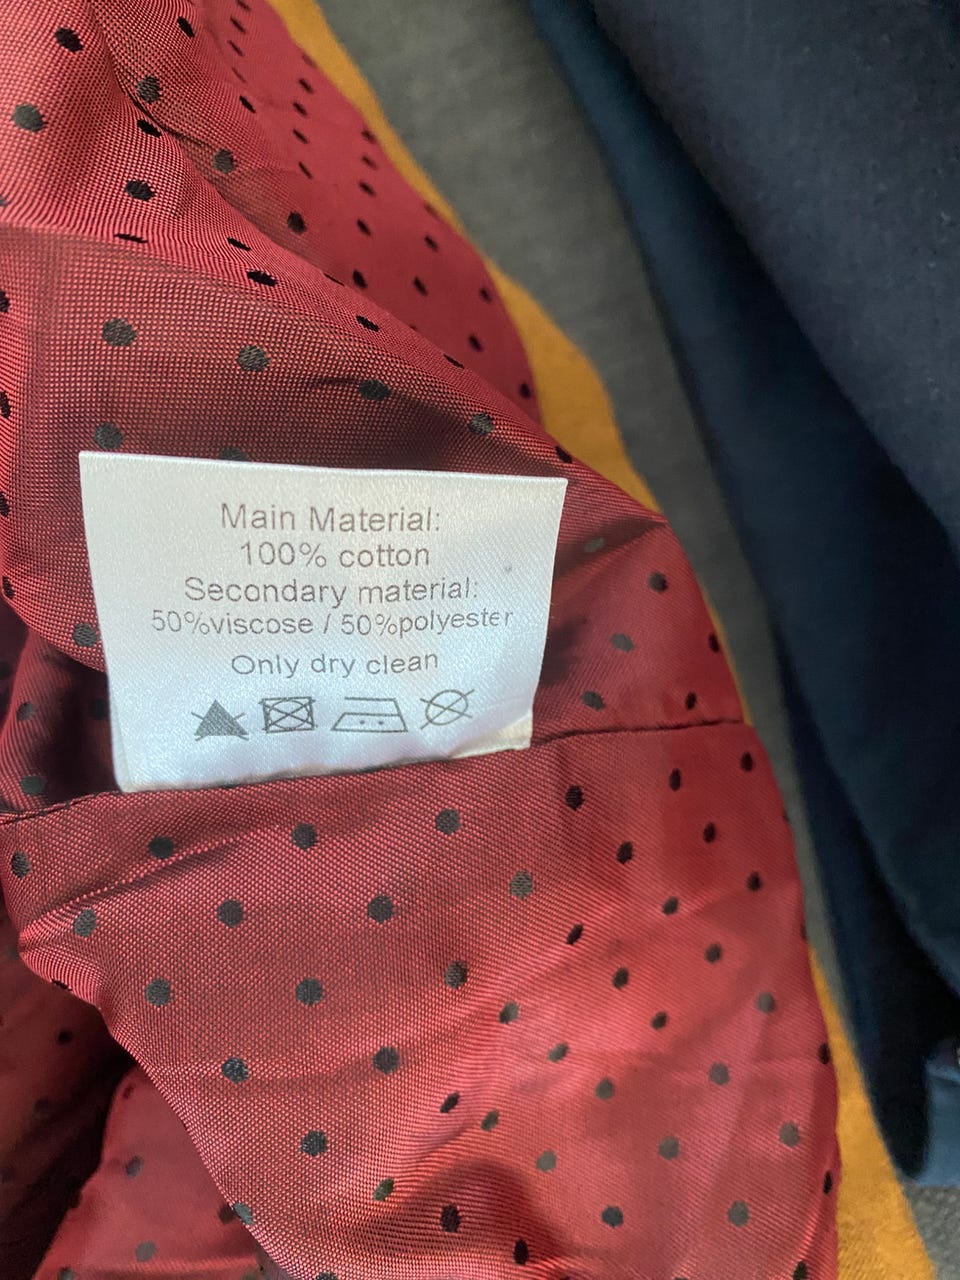 Main Material:
100% cotton
Secondary material:
50%viscose / 50%polyester
Only dry clean